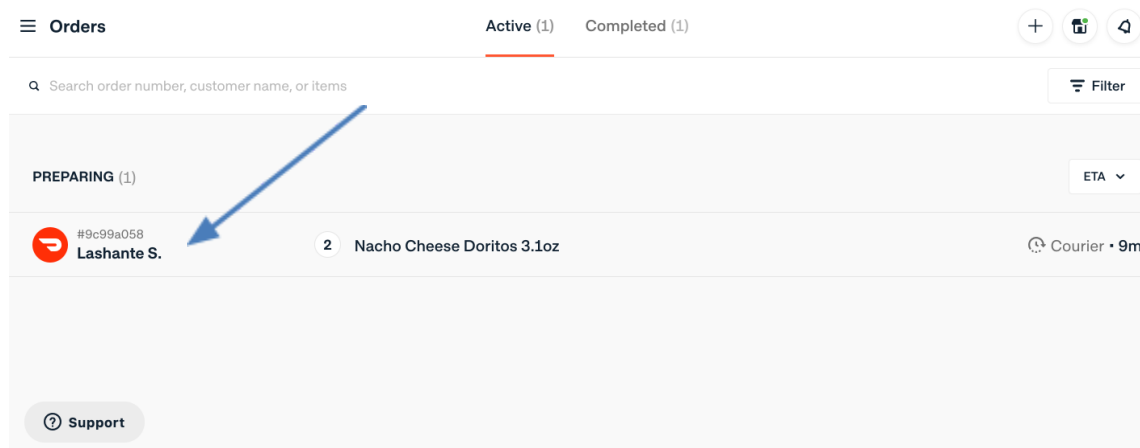 Orders
Active (1)
Completed (1)
Search order number, customer name, or items
Filter
PREPARING (1)
ETA
#9c99a058
Lashante S.
2
Nacho Cheese Doritos 3.1oz
Courier • 9m
Support